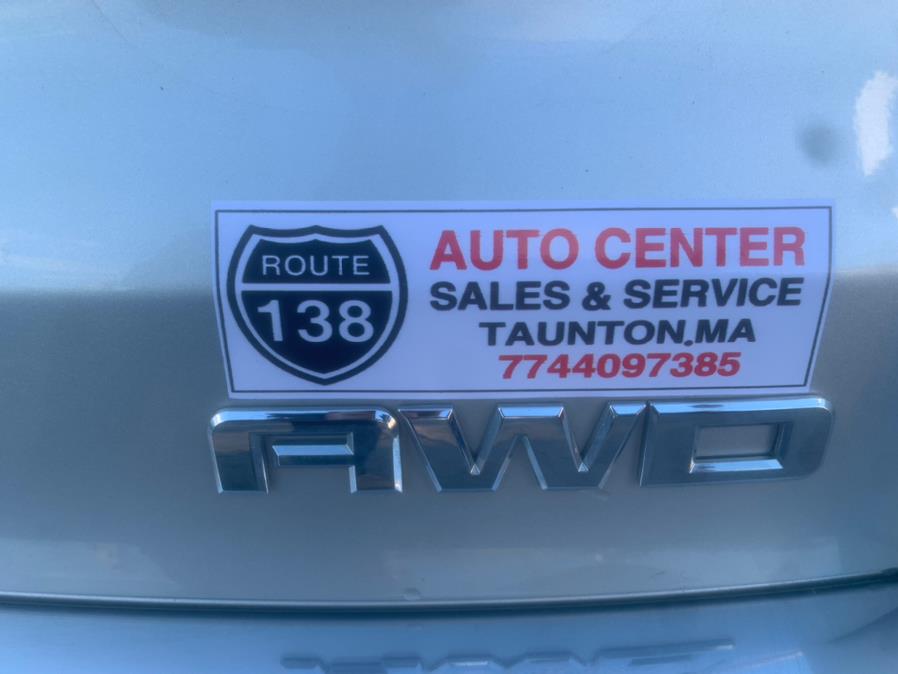 ROUTE
138
AUTO CENTER
SALES & SERVICE
TAUNTON,MA
7744097385
AWD